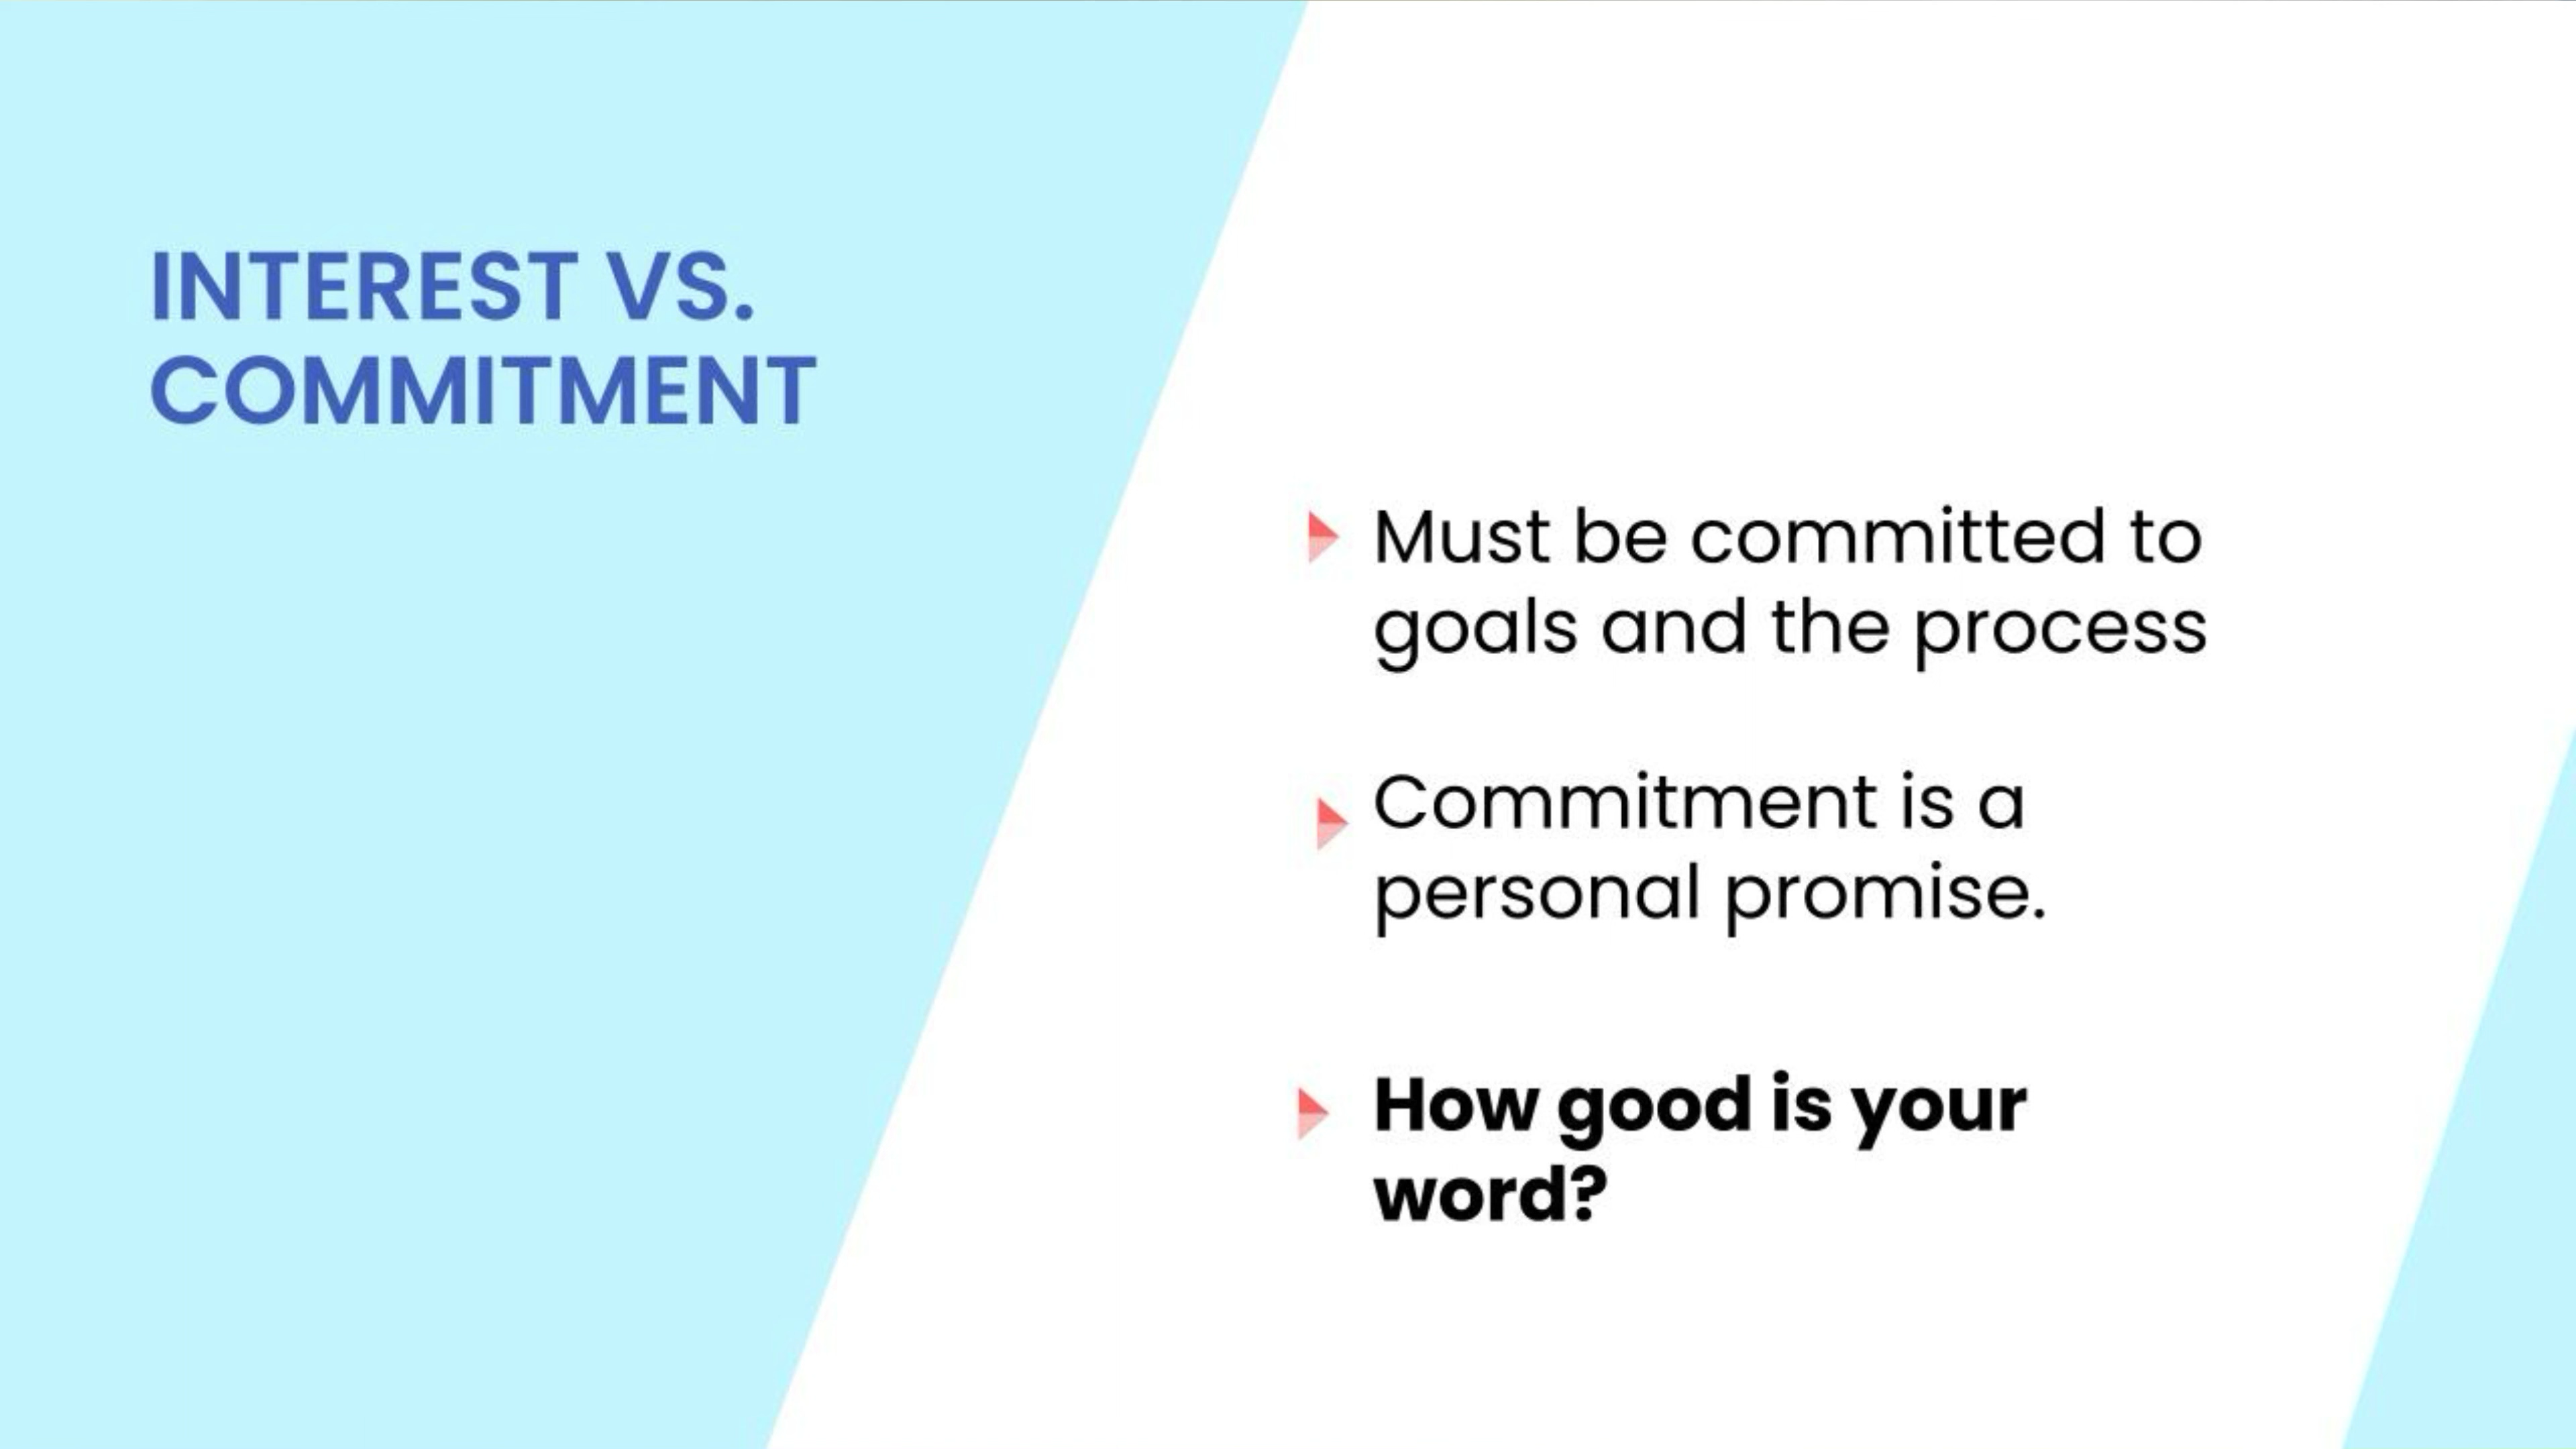 INTEREST VS.
COMMITMENT
Must be committed to
goals and the process
Commitment is a
personal promise.
How good is your
word?